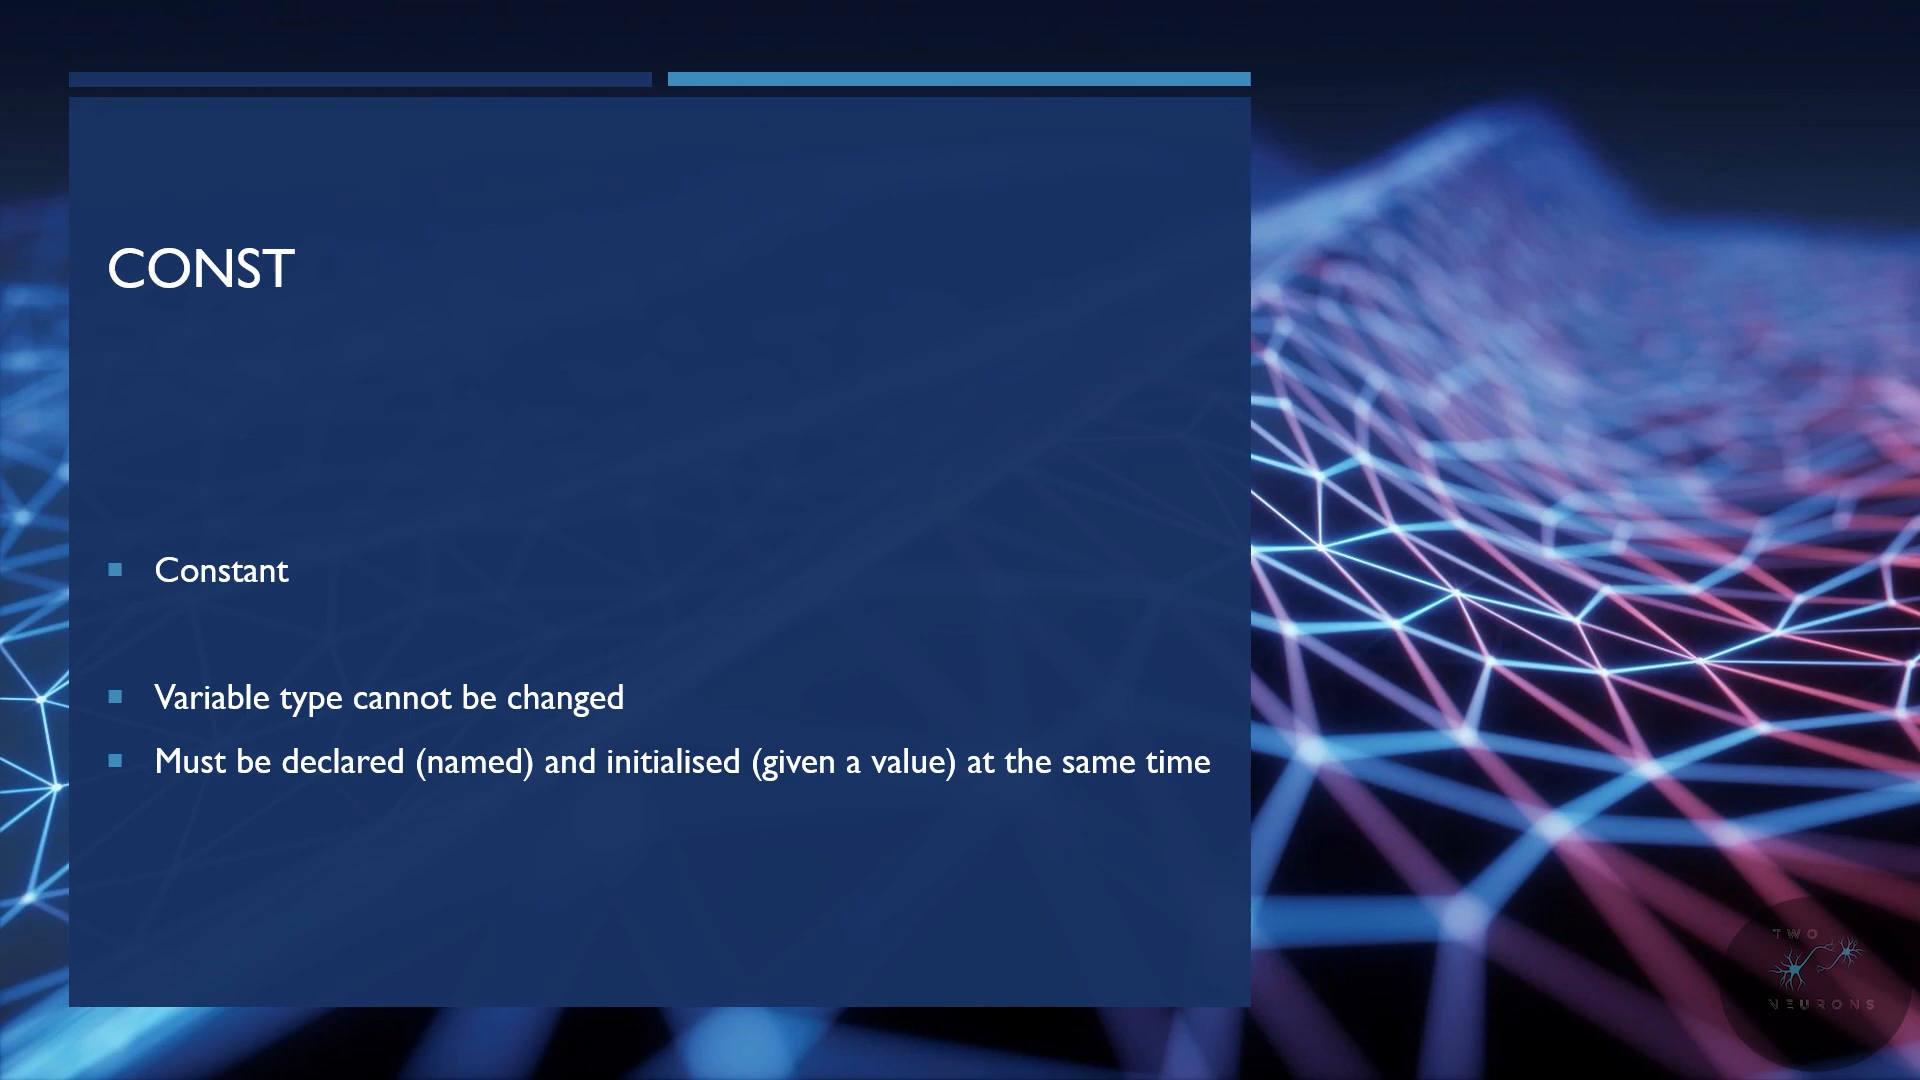 CONST
Constant
Variable type cannot be changed
Must be declared (named) and initialised (given a value) at the same time
TWO
NEURONS